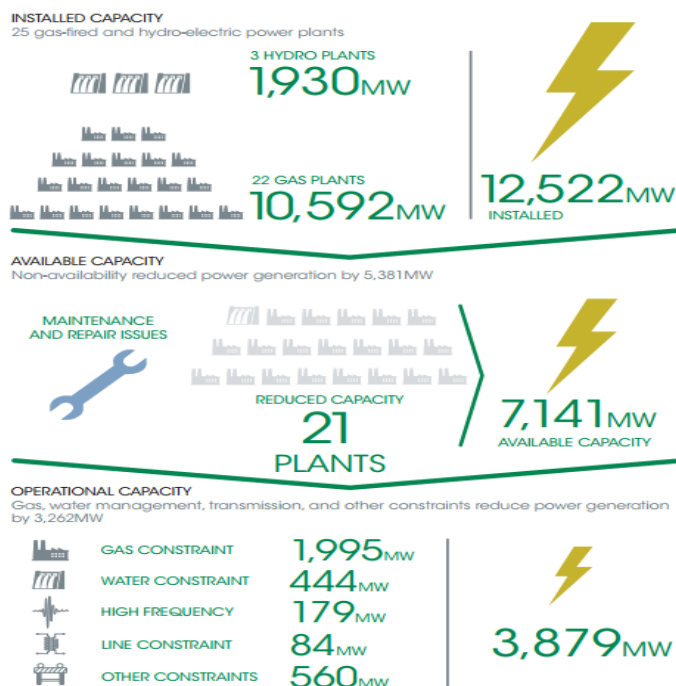 INSTALLED CAPACITY
25 gas-fired and hydro-electric power plants
3 HYDRO PLANTS
1,930MW
22 GAS PLANTS
10,592MW
12,522MW
INSTALLED
AVAILABLE CAPACITY
Non-availability reduced power generation by 5,381MW
MAINTENANCE
AND REPAIR ISSUES
REDUCED CAPACITY
21
PLANTS
7,141MW
AVAILABLE CAPACITY
OPERATIONAL CAPACITY
Gas, water management, transmission, and other constraints reduce power generation
by 3,262MW
GAS CONSTRAINT 1,995MW
WATER CONSTRAINT 444MW
HIGH FREQUENCY 179MW
LINE CONSTRAINT 84MW
OTHER CONSTRAINTS 560MW
3,879MW